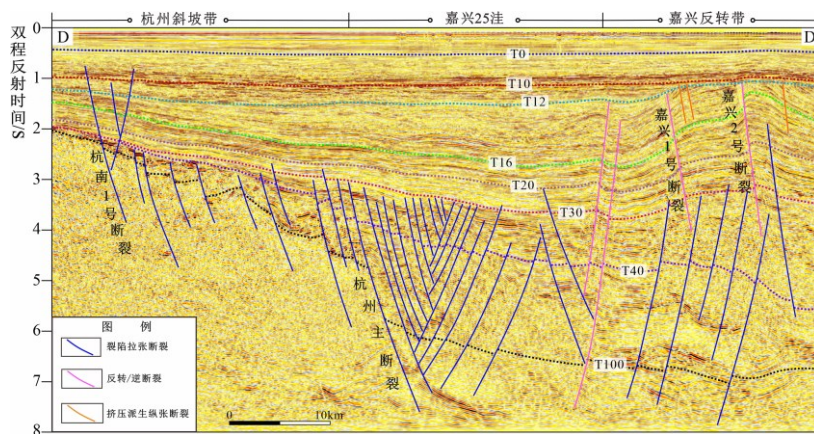 杭州斜坡带
嘉兴25洼
嘉兴反转带
双程反射时间/S
0
1
2
3
4
5
6
7
8
D
D
T0
T10
T12
T16
T20
T30
T40
T100
杭南1号断裂
杭州主断裂
嘉兴1号断裂
嘉兴2号断裂
图 例
裂陷拉张断裂
反转/逆断裂
挤压派生纵张断裂
0 10km